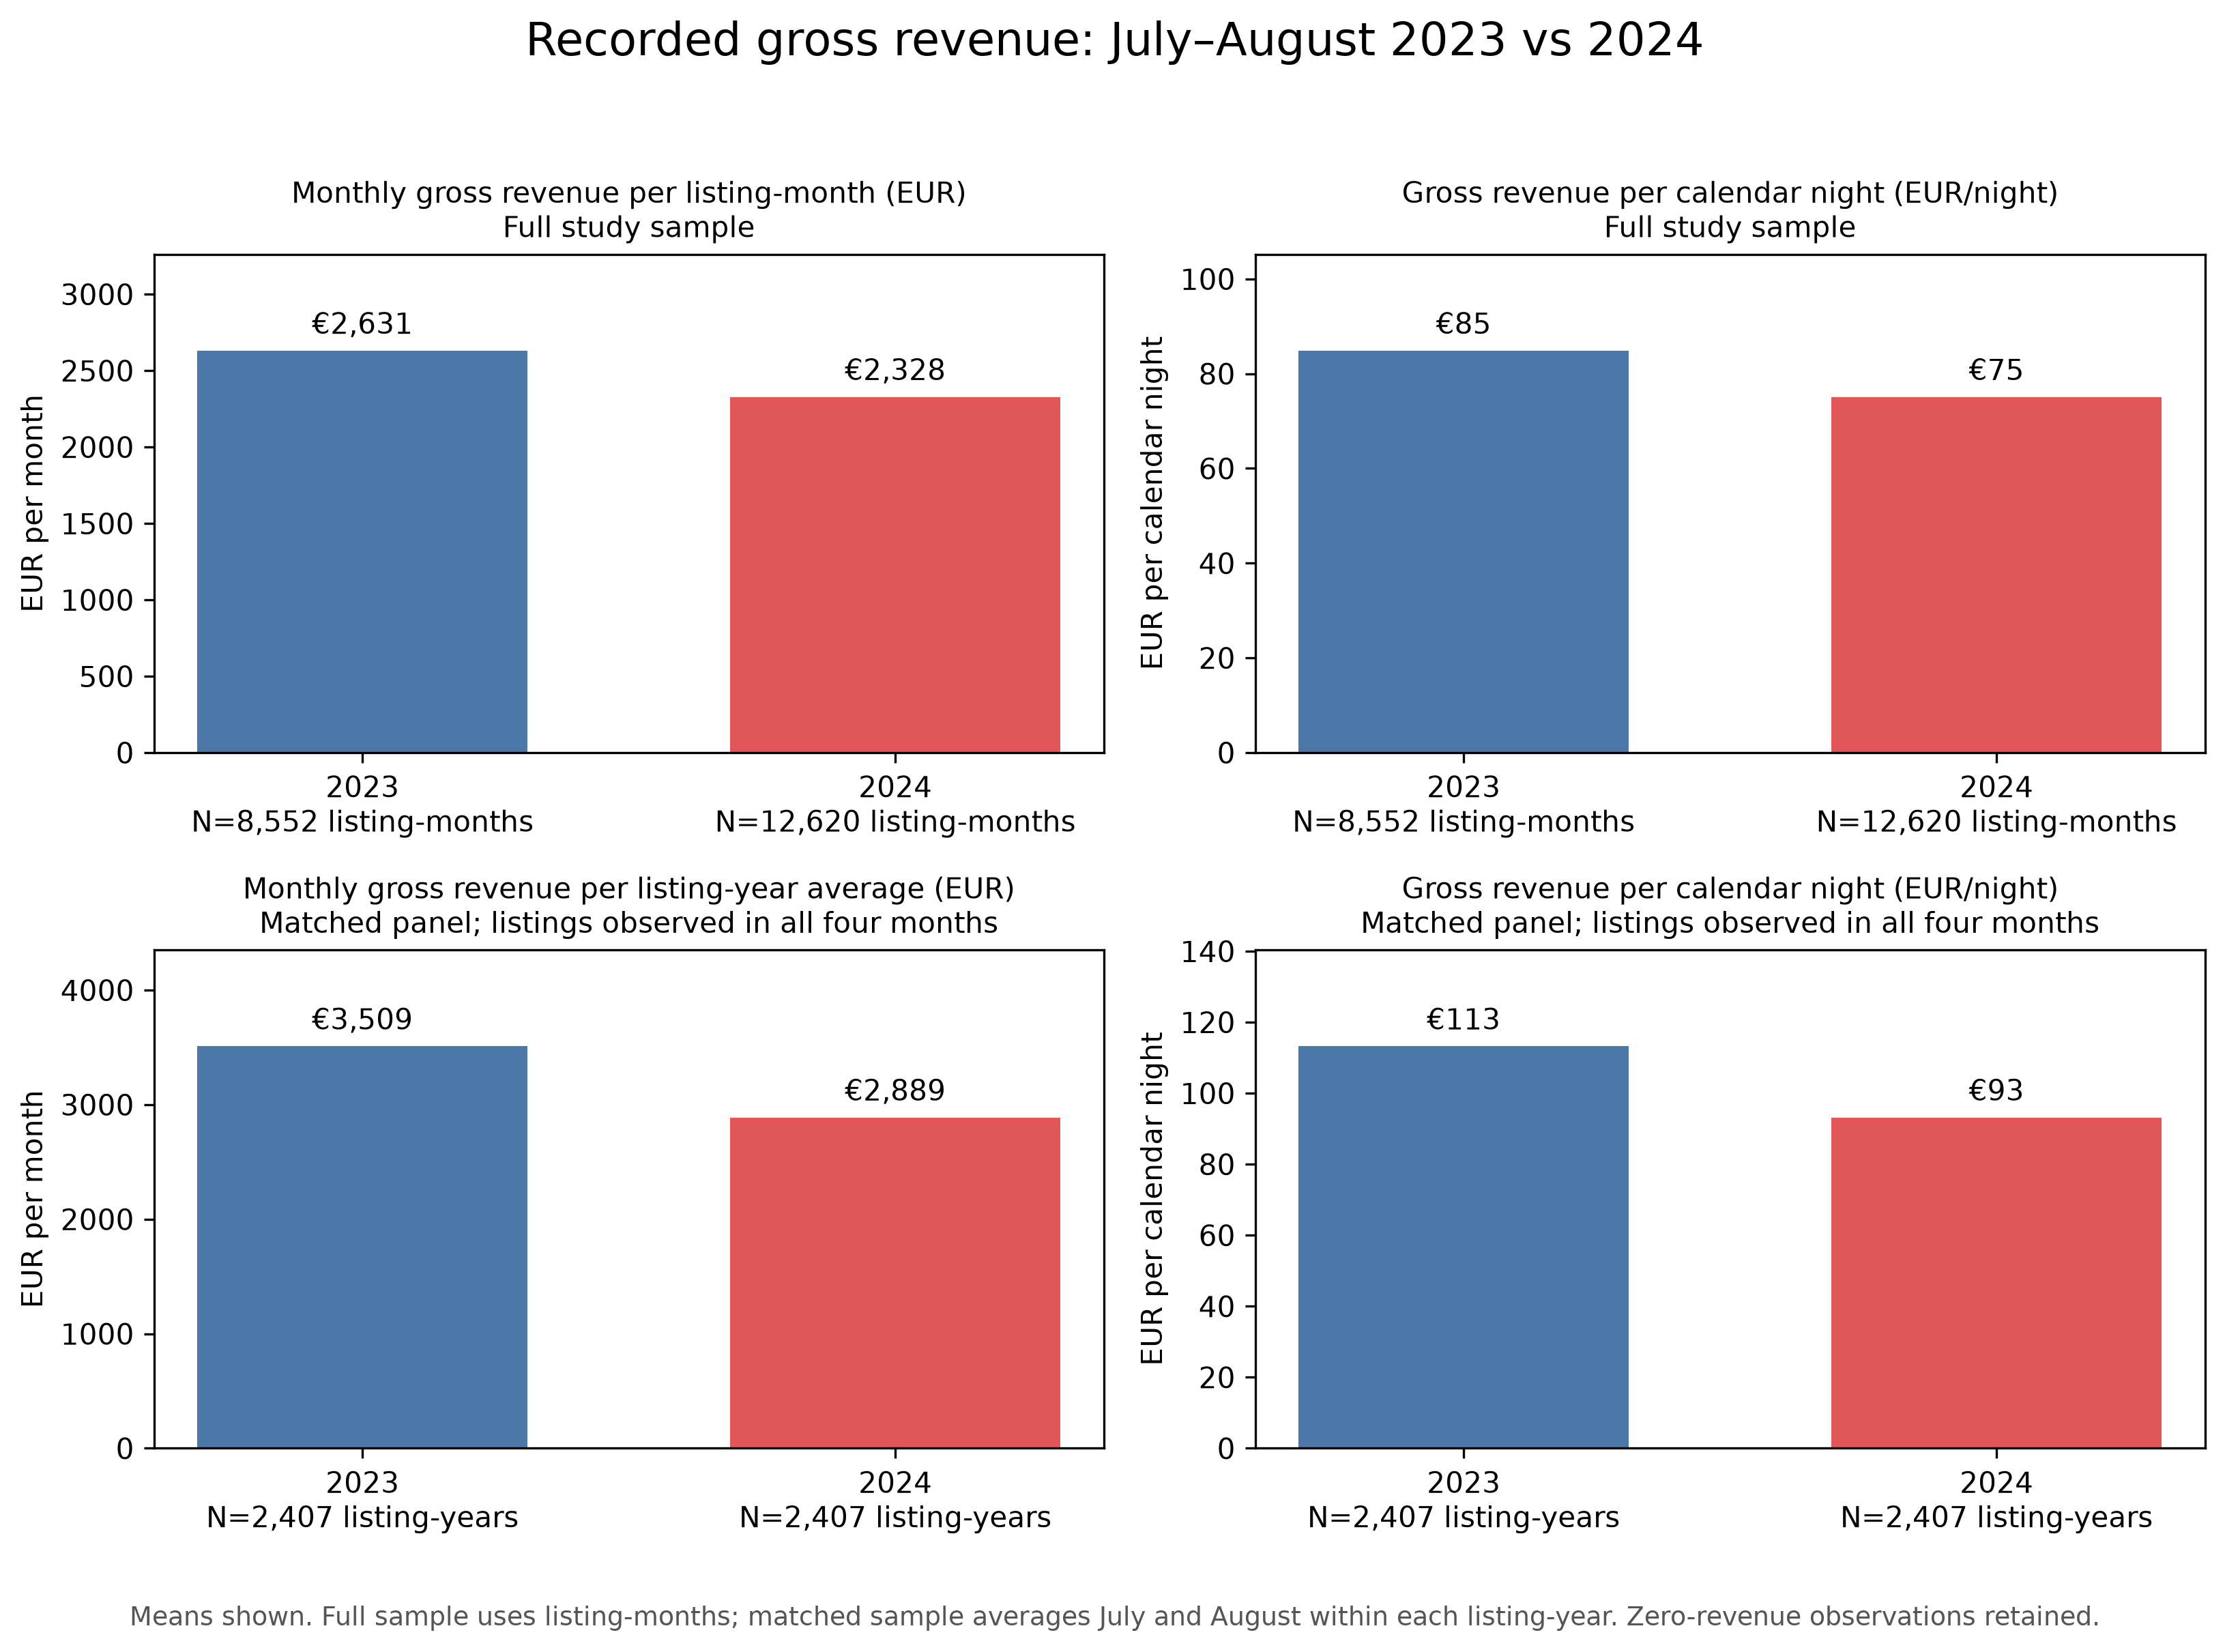 Recorded gross revenue: July–August 2023 vs 2024
Monthly gross revenue per listing-month (EUR)
Full study sample
EUR per month
3000
2500
2000
1500
1000
500
0
€2,631
€2,328
2023
N=8,552 listing-months
2024
N=12,620 listing-months
Gross revenue per calendar night (EUR/night)
Full study sample
EUR per calendar night
100
80
60
40
20
0
€85
€75
2023
N=8,552 listing-months
2024
N=12,620 listing-months
Monthly gross revenue per listing-year average (EUR)
Matched panel; listings observed in all four months
EUR per month
4000
3000
2000
1000
0
€3,509
€2,889
2023
N=2,407 listing-years
2024
N=2,407 listing-years
Gross revenue per calendar night (EUR/night)
Matched panel; listings observed in all four months
EUR per calendar night
140
120
100
80
60
40
20
0
€113
€93
2023
N=2,407 listing-years
2024
N=2,407 listing-years
Means shown. Full sample uses listing-months; matched sample averages July and August within each listing-year. Zero-revenue observations retained.